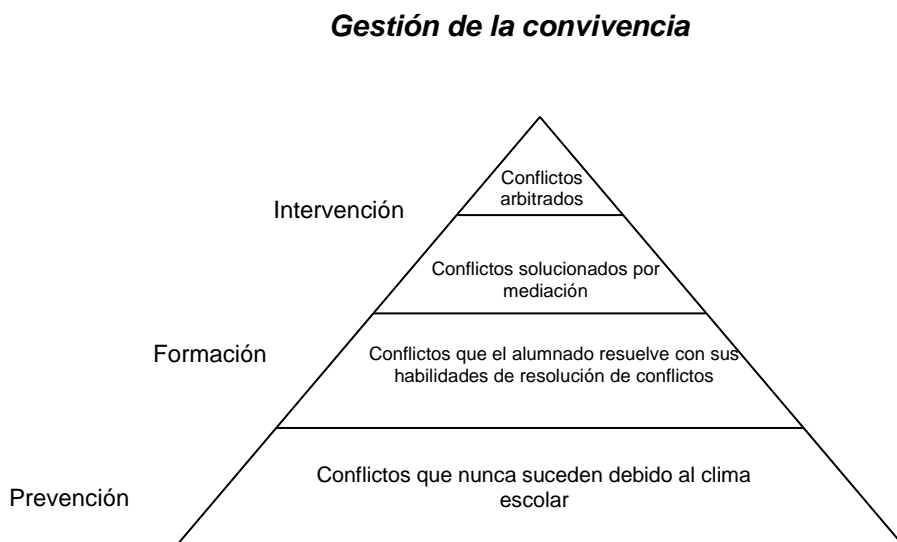 Gestión de la convivencia
Conflictos
arbitrados
Intervención
Conflictos solucionados por
mediación
Formación
Conflictos que el alumnado resuelve con sus
habilidades de resolución de conflictos
Conflictos que nunca suceden debido al clima
escolar
Prevención